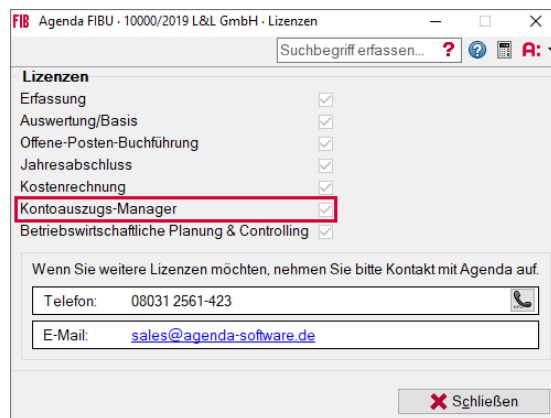 FIB Agenda FIBU · 10000/2019 L&L GmbH · Lizenzen
Suchbegriff erfassen... ? ? A:
Lizenzen
Erfassung
Auswertung/Basis
Offene-Posten-Buchführung
Jahresabschluss
Kostenrechnung
Kontoauszugs-Manager
Betriebswirtschaftliche Planung & Controlling
Wenn Sie weitere Lizenzen möchten, nehmen Sie bitte Kontakt mit Agenda auf.
Telefon: 08031 2561-423
E-Mail: sales@agenda-software.de
Schließen